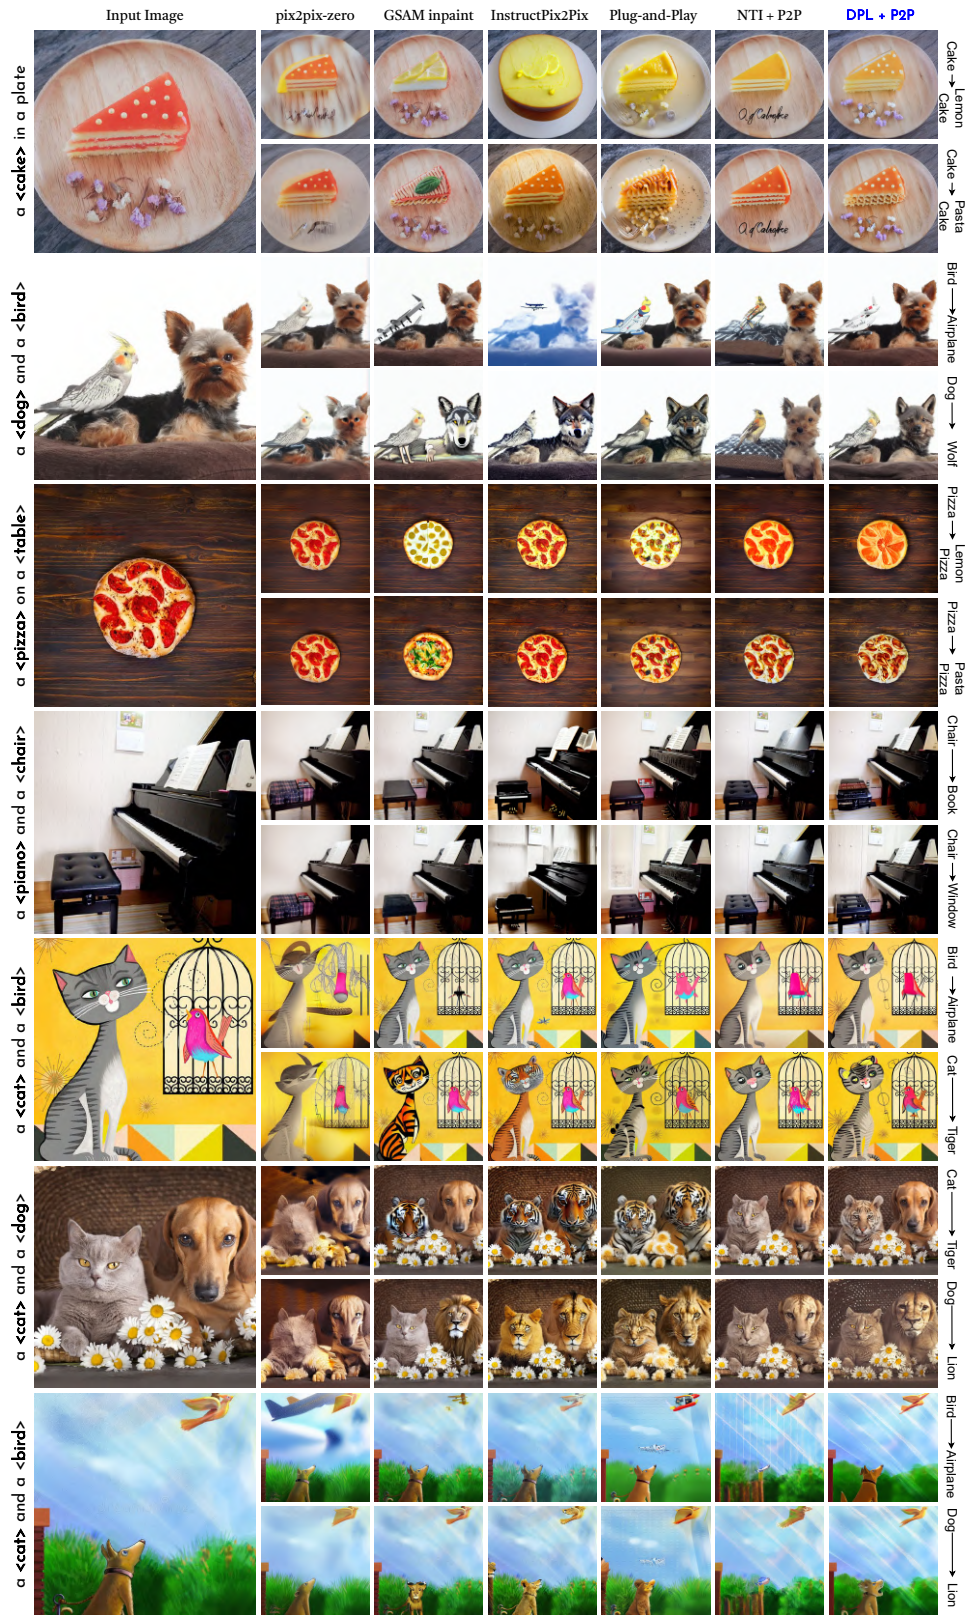 Input Image pix2pix-zero GSAM inpaint InstructPix2Pix Plug-and-Play NTI + P2P DPL + P2P
a <cake> in a plate
Cake → Lemon Cake
Cake → Pasta Cake
a <dog> and a <bird>
Bird → Airplane
Dog → Wolf
a <pizza> on a <table>
Pizza → Lemon Pizza
Pizza → Pasta Pizza
a <piano> and a <chair>
Chair → Book
Chair → Window
a <cat> and a <bird>
Bird → Airplane
Cat → Tiger
a <cat> and a <dog>
Cat → Tiger
Dog → Lion
a <cat> and a <bird>
Bird → Airplane
Dog → Lion